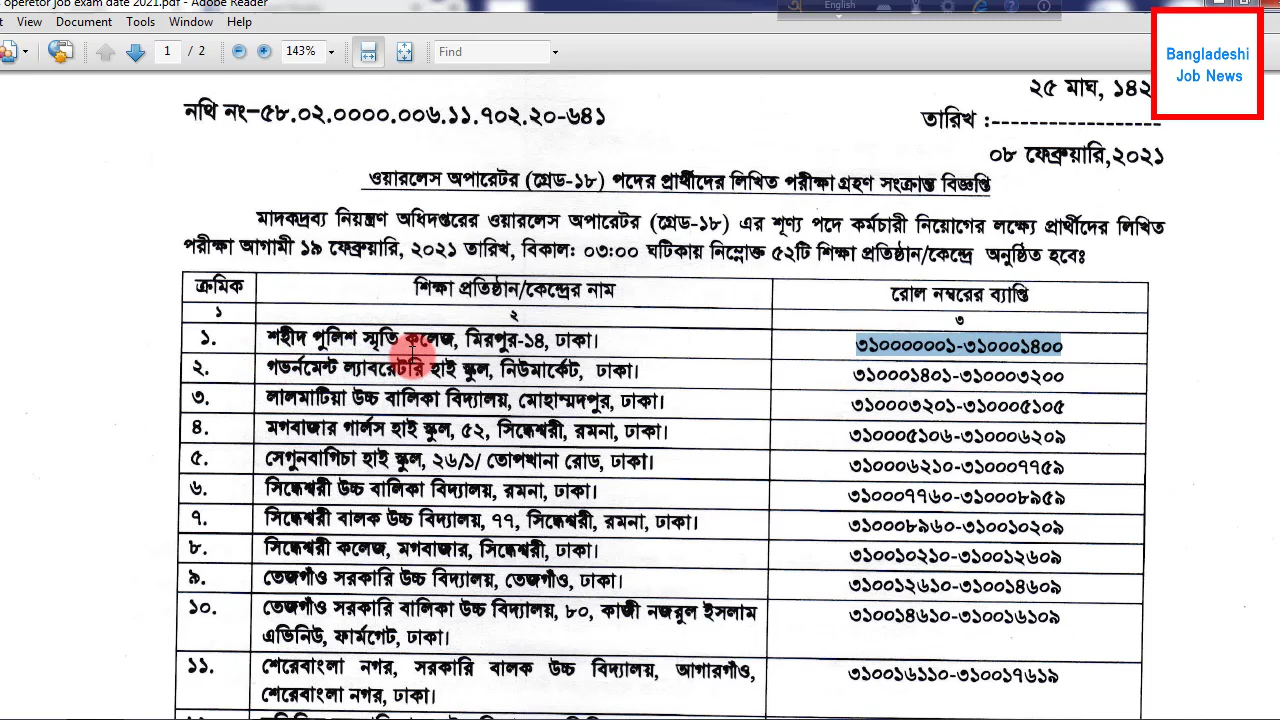 operetor job exam date 2021.pdf - Adobe Reader
English
View Document Tools Window Help
1 / 2 143% Find
Bangladeshi
Job News
২৫ মাঘ, ১৪২
নথি নং-৫৮.০২.০০০০.০০৬.১১.৭০২.২০-৬৪১
তারিখ :------------------
০৮ ফেব্রুয়ারি,২০২১
ওয়ারলেস অপারেটর (গ্রেড-১৮) পদের প্রার্থীদের লিখিত পরীক্ষা গ্রহণ সংক্রান্ত বিজ্ঞপ্তি
মাদকদ্রব্য নিয়ন্ত্রণ অধিদপ্তরের ওয়ারলেস অপারেটর (গ্রেড-১৮) এর শূণ্য পদে কর্মচারী নিয়োগের লক্ষ্যে প্রার্থীদের লিখিত
পরীক্ষা আগামী ১৯ ফেব্রুয়ারি, ২০২১ তারিখ, বিকাল: ০৩:০০ ঘটিকায় নিম্নোক্ত ৫২টি শিক্ষা প্রতিষ্ঠান/কেন্দ্রে অনুষ্ঠিত হবেঃ
ক্রমিক শিক্ষা প্রতিষ্ঠান/কেন্দ্রের নাম রোল নম্বরের ব্যাপ্তি
১ ২ ৩
১. শহীদ পুলিশ স্মৃতি কলেজ, মিরপুর-১৪, ঢাকা। ৩১০০০০০০১-৩১০০০১৪০০
২. গভর্নমেন্ট ল্যাবরেটরি হাই স্কুল, নিউমার্কেট, ঢাকা। ৩১০০০১৪০১-৩১০০০৩২০০
৩. লালমাটিয়া উচ্চ বালিকা বিদ্যালয়, মোহাম্মদপুর, ঢাকা। ৩১০০০৩২০১-৩১০০০৫১০৫
৪. মগবাজার গার্লস হাই স্কুল, ৫২, সিদ্ধেশ্বরী, রমনা, ঢাকা। ৩১০০০৫১০৬-৩১০০০৬২০৯
৫. সেগুনবাগিচা হাই স্কুল, ২৬/১/ তোপখানা রোড, ঢাকা। ৩১০০০৬২১০-৩১০০০৭৭৫৯
৬. সিদ্ধেশ্বরী উচ্চ বালিকা বিদ্যালয়, রমনা, ঢাকা। ৩১০০০৭৭৬০-৩১০০০৮৯৫৯
৭. সিদ্ধেশ্বরী বালক উচ্চ বিদ্যালয়, ৭৭, সিদ্ধেশ্বরী, রমনা, ঢাকা। ৩১০০০৮৯৬০-৩১০০১০২০৯
৮. সিদ্ধেশ্বরী কলেজ, মগবাজার, সিদ্ধেশ্বরী, ঢাকা। ৩১০০১০২১০-৩১০০১২৬০৯
৯. তেজগাঁও সরকারি উচ্চ বিদ্যালয়, তেজগাঁও, ঢাকা। ৩১০০১২৬১০-৩১০০১৪৬০৯
১০. তেজগাঁও সরকারি বালিকা উচ্চ বিদ্যালয়, ৮০, কাজী নজরুল ইসলাম ৩১০০১৪৬১০-৩১০০১৬১০৯
এভিনিউ, ফার্মগেট, ঢাকা।
১১. শেরেবাংলা নগর, সরকারি বালক উচ্চ বিদ্যালয়, আগারগাঁও, ৩১০০১৬১১০-৩১০০১৭৬১৯
শেরেবাংলা নগর, ঢাকা।